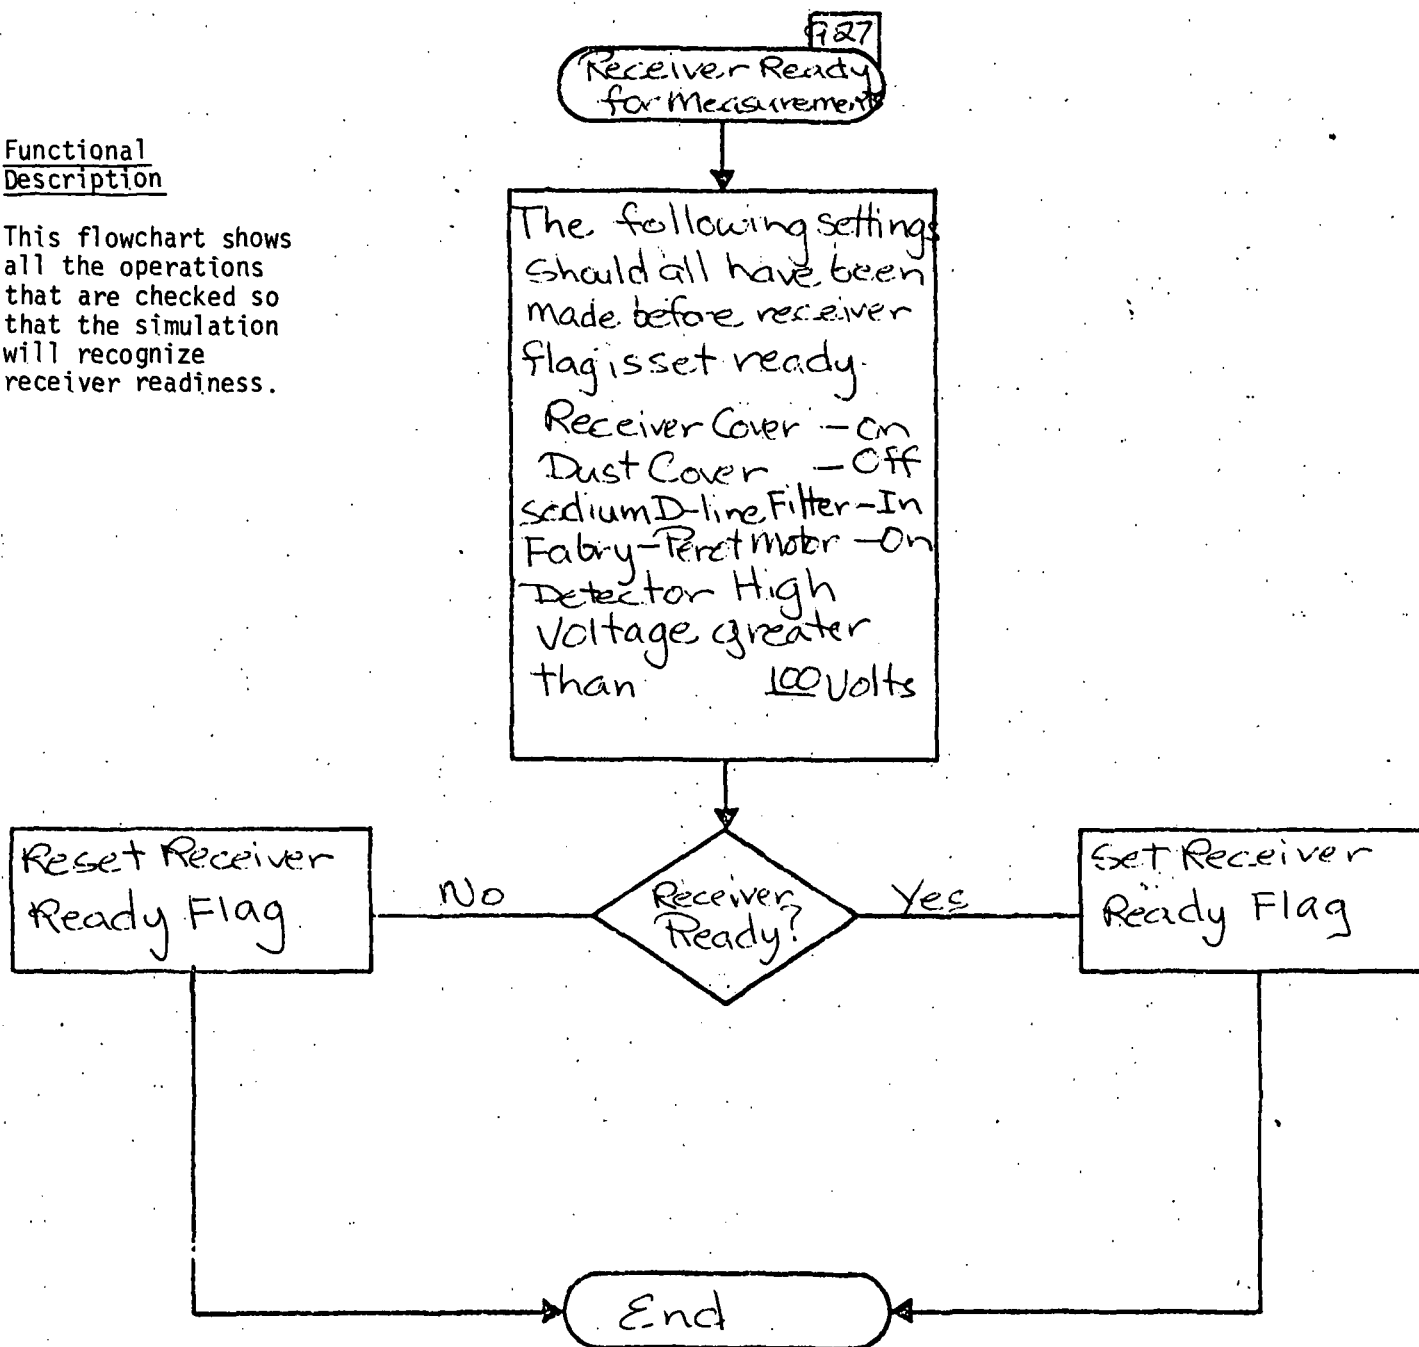 927
Receiver Ready
for Measurements
Functional
Description
This flowchart shows
all the operations
that are checked so
that the simulation
will recognize
receiver readiness.
The following settings
should all have been
made before receiver
flag is set ready.
Receiver Cover - On
Dust Cover - Off
Sodium D-line Filter - In
Fabry-Perot Motor - On
Detector High
Voltage greater
than 100 Volts
Reset Receiver
Ready Flag
No
Receiver
Ready?
Yes
Set Receiver
Ready Flag
End